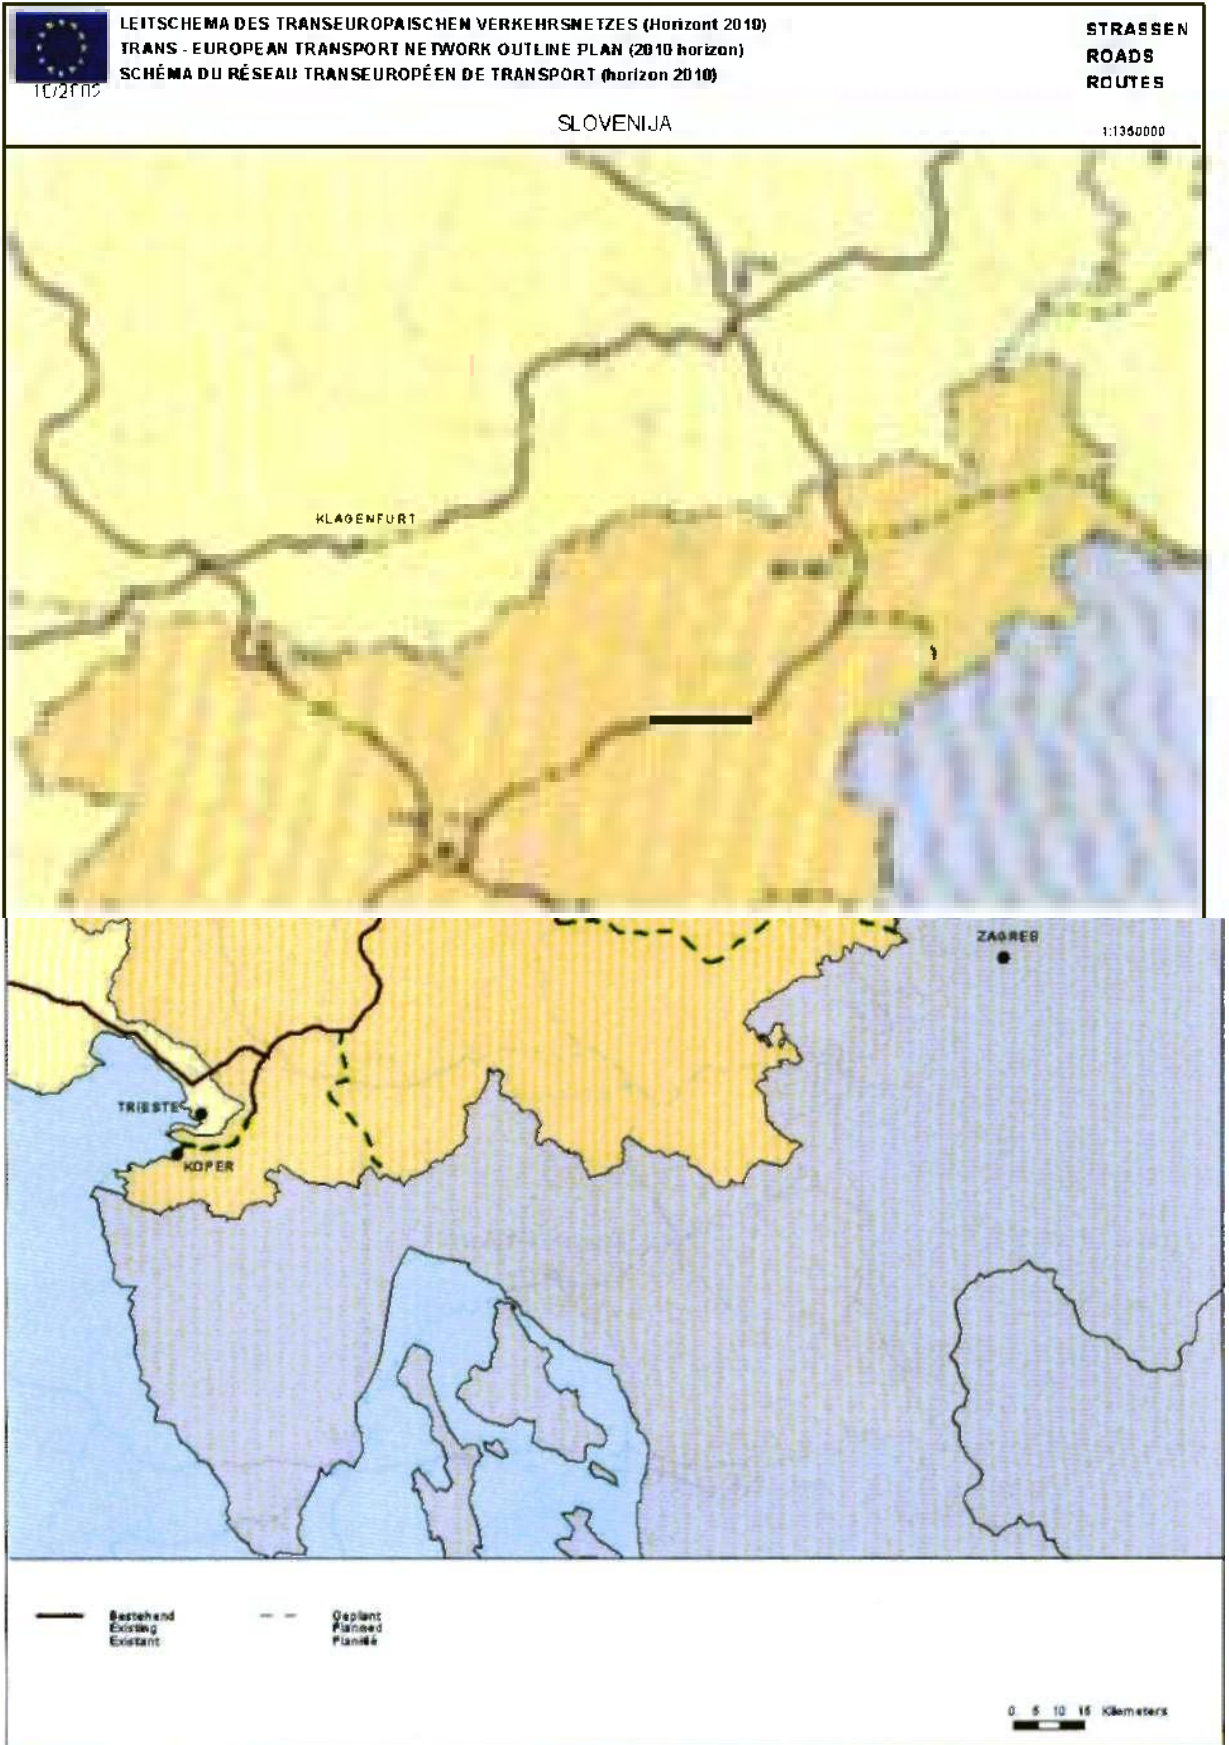 LEITSCHEMA DES TRANSEUROPAISCHEN VERKEHRSNETZES (Horizont 2010)
TRANS - EUROPEAN TRANSPORT NETWORK OUTLINE PLAN (2010 horizon)
SCHÉMA DU RÉSEAU TRANSEUROPÉEN DE TRANSPORT (horizon 2010)
STRASSEN
ROADS
ROUTES
SLOVENIJA
1:1350000
KLAGENFURT
ZAGREB
TRIESTE
KOPER
Bestehend
Existing
Existant
Geplant
Planned
Planifié
0 5 10 15 Kilometers